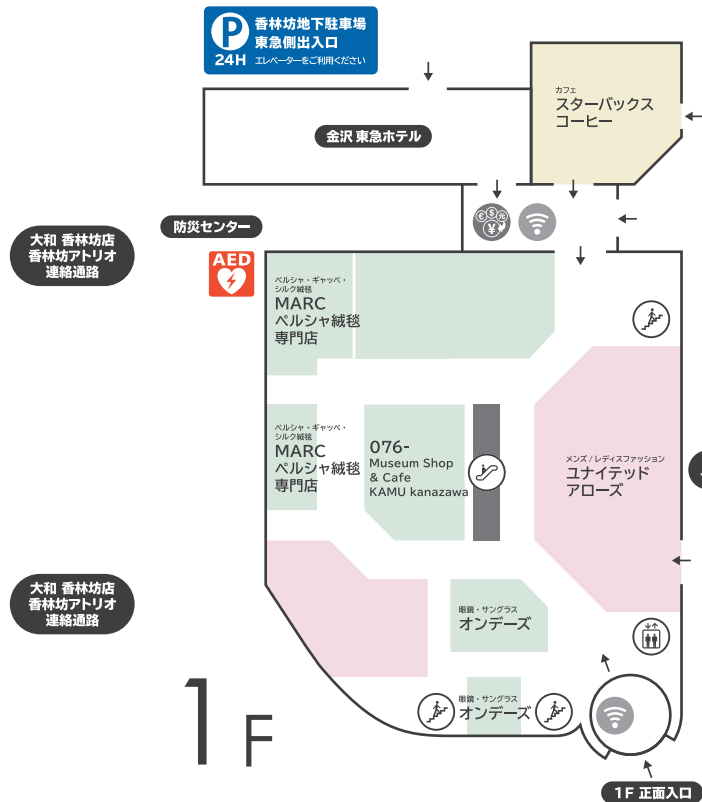 P
24H
香林坊地下駐車場
東急側出入口
エレベーターをご利用ください
カフェ
スターバックス
コーヒー
金沢 東急ホテル
防災センター
大和 香林坊店
香林坊アトリオ
連絡通路
AED
€
$
元
¥
ペルシャ・ギャッベ・
シルク絨毯
MARC
ペルシャ絨毯
専門店
ペルシャ・ギャッベ・
シルク絨毯
MARC
ペルシャ絨毯
専門店
076-
Museum Shop
& Cafe
KAMU kanazawa
メンズ / レディスファッション
ユナイテッド
アローズ
大和 香林坊店
香林坊アトリオ
連絡通路
眼鏡・サングラス
オンデーズ
眼鏡・サングラス
オンデーズ
1F
1F 正面入口